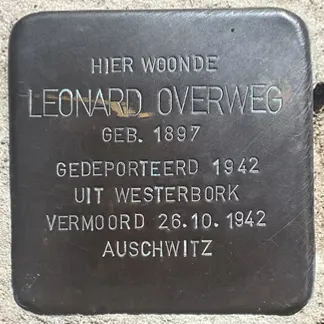 HIER WOONDE
LEONARD OVERWEG
GEB. 1897
GEDEPORTEERD 1942
UIT WESTERBORK
VERMOORD 26.10.1942
AUSCHWITZ